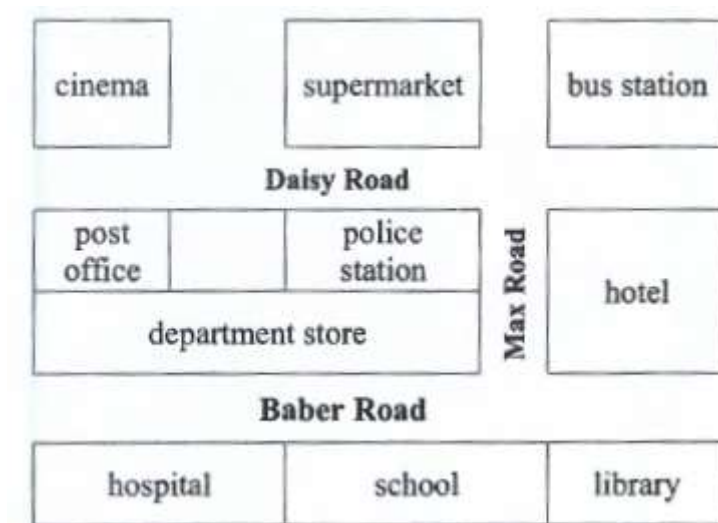 cinema
supermarket
bus station
Daisy Road
post
office
police
station
Max Road
hotel
department store
Baber Road
hospital
school
library